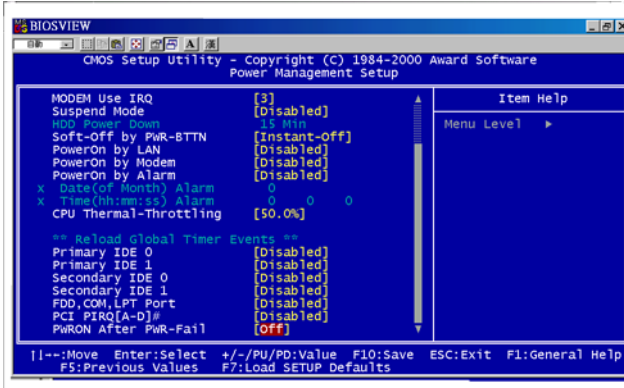 BIOSVIEW
自動
A
漢
CMOS Setup Utility - Copyright (C) 1984-2000 Award Software
Power Management Setup
MODEM Use IRQ [3]
Suspend Mode [Disabled]
HDD Power Down 15 Min
Soft-Off by PWR-BTTN [Instant-Off]
PowerOn by LAN [Disabled]
PowerOn by Modem [Disabled]
PowerOn by Alarm [Disabled]
x Date(of Month) Alarm 0
x Time(hh:mm:ss) Alarm 0 0 0
CPU Thermal-Throttling [50.0%]
** Reload Global Timer Events **
Primary IDE 0 [Disabled]
Primary IDE 1 [Disabled]
Secondary IDE 0 [Disabled]
Secondary IDE 1 [Disabled]
FDD,COM,LPT Port [Disabled]
PCI PIRQ[A-D]# [Disabled]
PWRON After PWR-Fail [Off]
Item Help
Menu Level ►
↑↓→←:Move Enter:Select +/-/PU/PD:Value F10:Save ESC:Exit F1:General Help
F5:Previous Values F7:Load SETUP Defaults